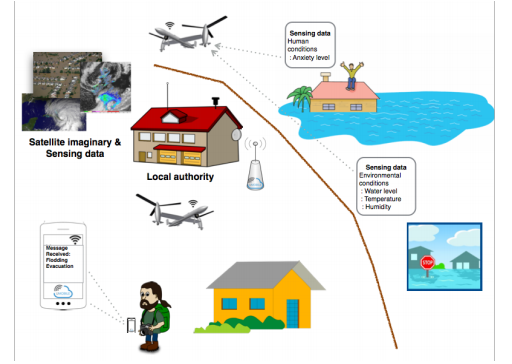 Sensing data
Human
conditions
: Anxiety level
Satellite imaginary &
Sensing data
Local authority
Sensing data
Environmental
conditions
: Water level
: Temperature
: Humidity
STOP
Message
Received:
Flodding
Evacuation